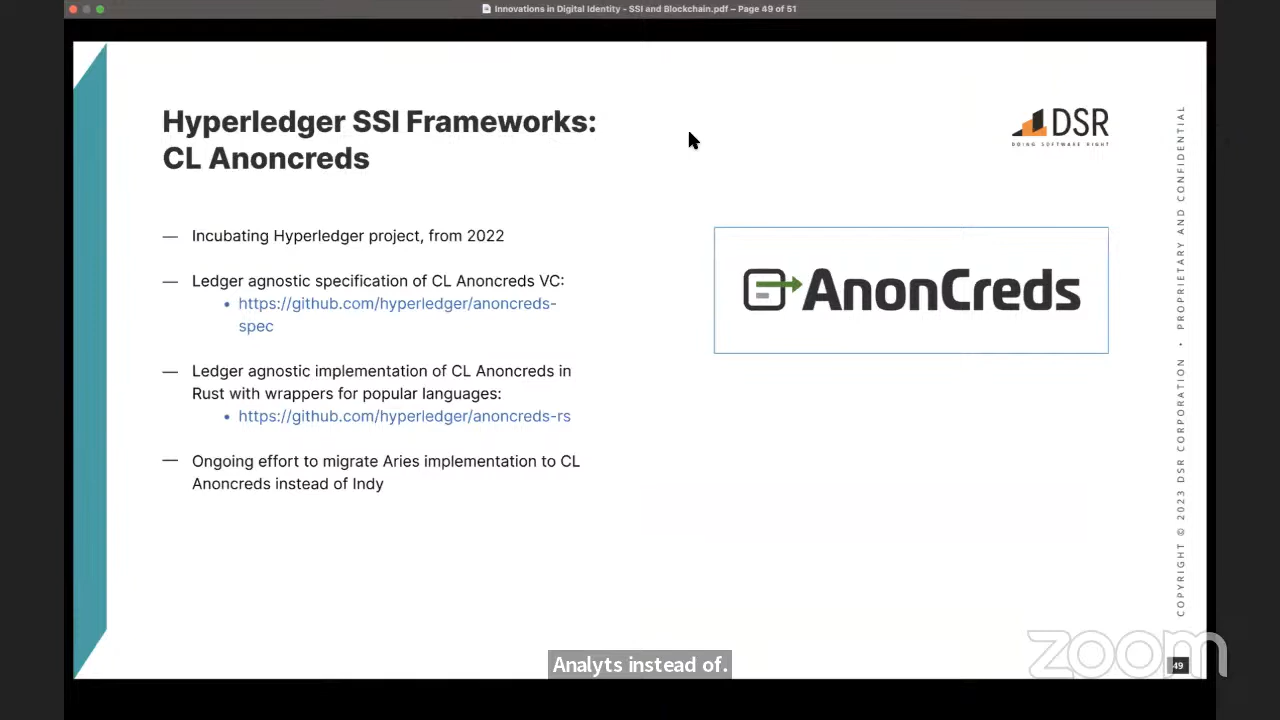 Innovations in Digital Identity - SSI and Blockchain.pdf – Page 49 of 51
Hyperledger SSI Frameworks:
CL Anoncreds
DSR
DOING SOFTWARE RIGHT
— Incubating Hyperledger project, from 2022
— Ledger agnostic specification of CL Anoncreds VC:
• https://github.com/hyperledger/anoncreds-
spec
— Ledger agnostic implementation of CL Anoncreds in
Rust with wrappers for popular languages:
• https://github.com/hyperledger/anoncreds-rs
— Ongoing effort to migrate Aries implementation to CL
Anoncreds instead of Indy
AnonCreds
COPYRIGHT © 2023 DSR CORPORATION • PROPRIETARY AND CONFIDENTIAL
Analyts instead of.
zoom
49